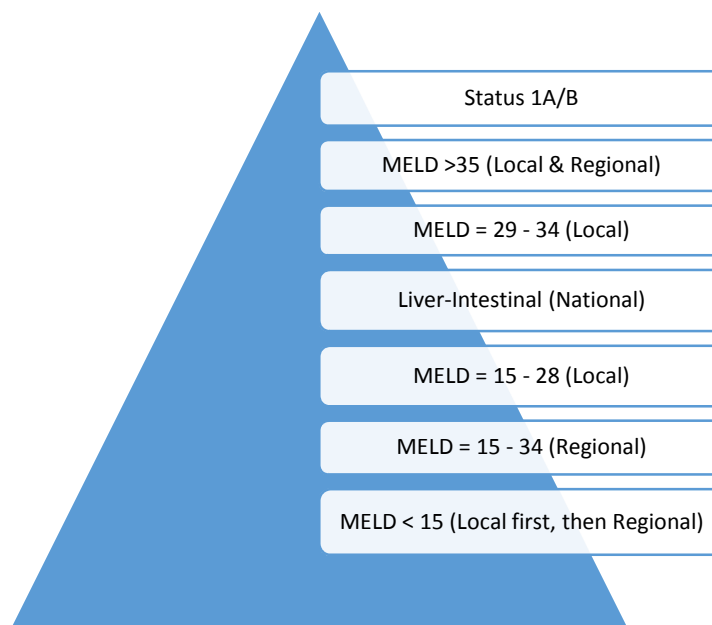 Status 1A/B
MELD >35 (Local & Regional)
MELD = 29 - 34 (Local)
Liver-Intestinal (National)
MELD = 15 - 28 (Local)
MELD = 15 - 34 (Regional)
MELD < 15 (Local first, then Regional)